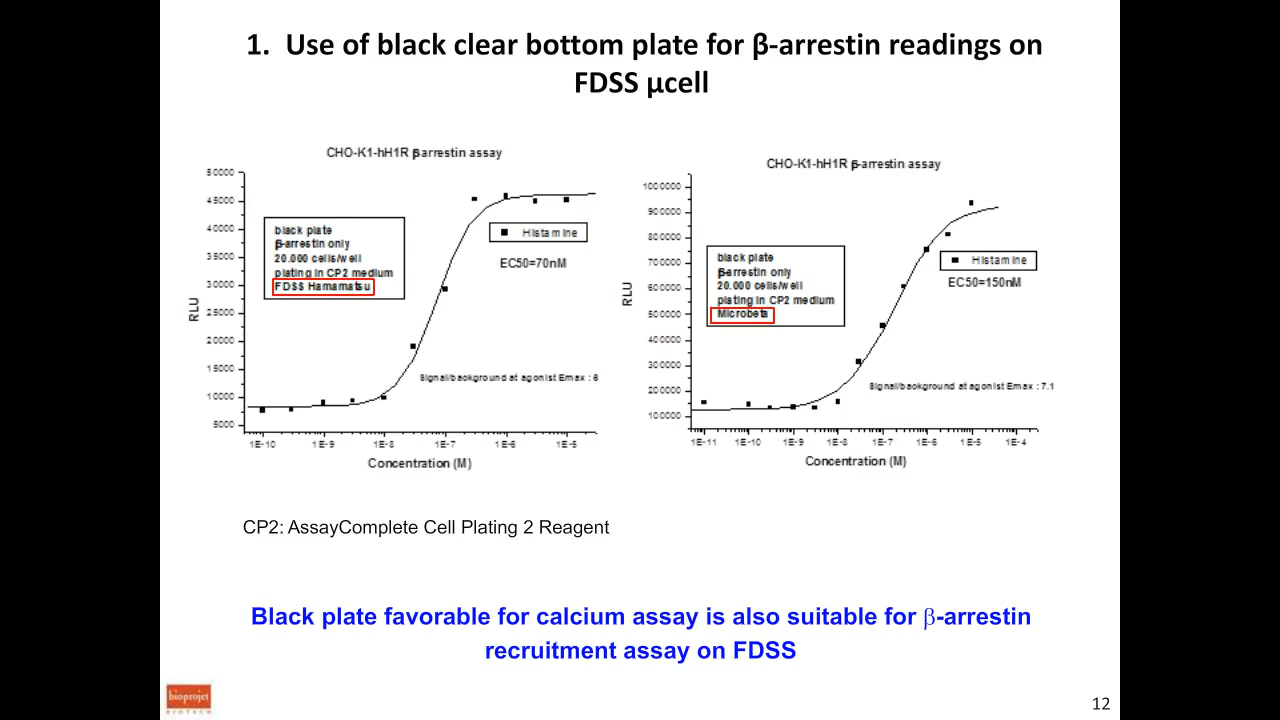 1. Use of black clear bottom plate for β-arrestin readings on
FDSS µcell
CHO-K1-hH1R βarrestin assay
50000
45000
40000
35000
30000
25000
20000
15000
10000
5000
RLU
black plate
β-arrestin only
20.000 cells/well
plating in CP2 medium
FDSS Hamamatsu
Histamine
EC50=70nM
Signal/background at agonist Emax : 6
1E-10 1E-9 1E-8 1E-7 1E-6 1E-5
Concentration (M)
CHO-K1-hH1R β-arrestin assay
1000000
900000
800000
700000
600000
500000
400000
300000
200000
100000
RLU
black plate
β-arrestin only
20.000 cells/well
plating in CP2 medium
Microbeta
Histamine
EC50=150nM
Signal/background at agonist Emax : 7.1
1E-11 1E-10 1E-9 1E-8 1E-7 1E-6 1E-5 1E-4
Concentration (M)
CP2: AssayComplete Cell Plating 2 Reagent
Black plate favorable for calcium assay is also suitable for β-arrestin
recruitment assay on FDSS
bioprojet
BIOTECH
12